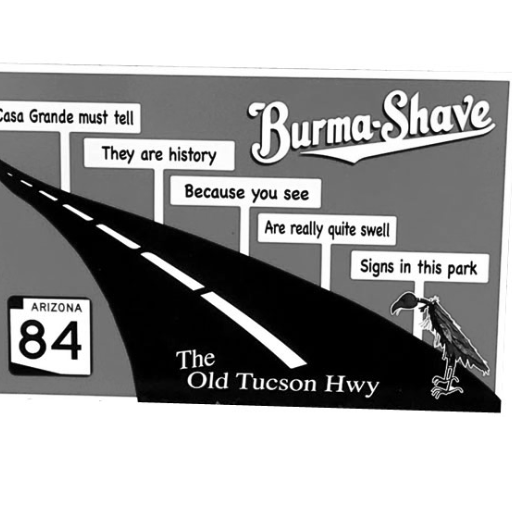 Casa Grande must tell
They are history
Because you see
Are really quite swell
Signs in this park
Burma-Shave
ARIZONA
84
The
Old Tucson Hwy